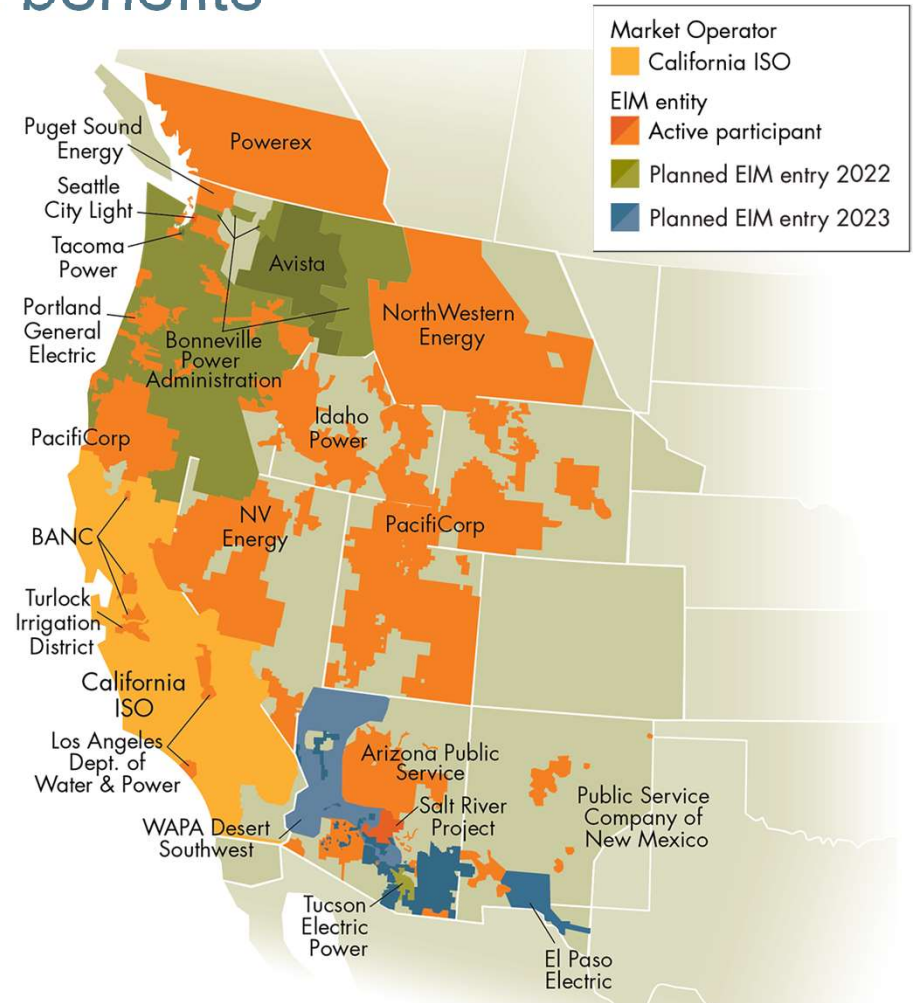 benefits
Market Operator
California ISO
EIM entity
Active participant
Planned EIM entry 2022
Planned EIM entry 2023
Puget Sound
Energy
Powerex
Seattle
City Light
Tacoma
Power
Avista
Portland
General
Electric
Bonneville
Power
Administration
NorthWestern
Energy
Idaho
Power
PacifiCorp
NV
Energy
PacifiCorp
BANC
Turlock
Irrigation
District
California
ISO
Los Angeles
Dept. of
Water & Power
Arizona Public
Service
Salt River
Project
Public Service
Company of
New Mexico
WAPA Desert
Southwest
Tucson
Electric
Power
El Paso
Electric